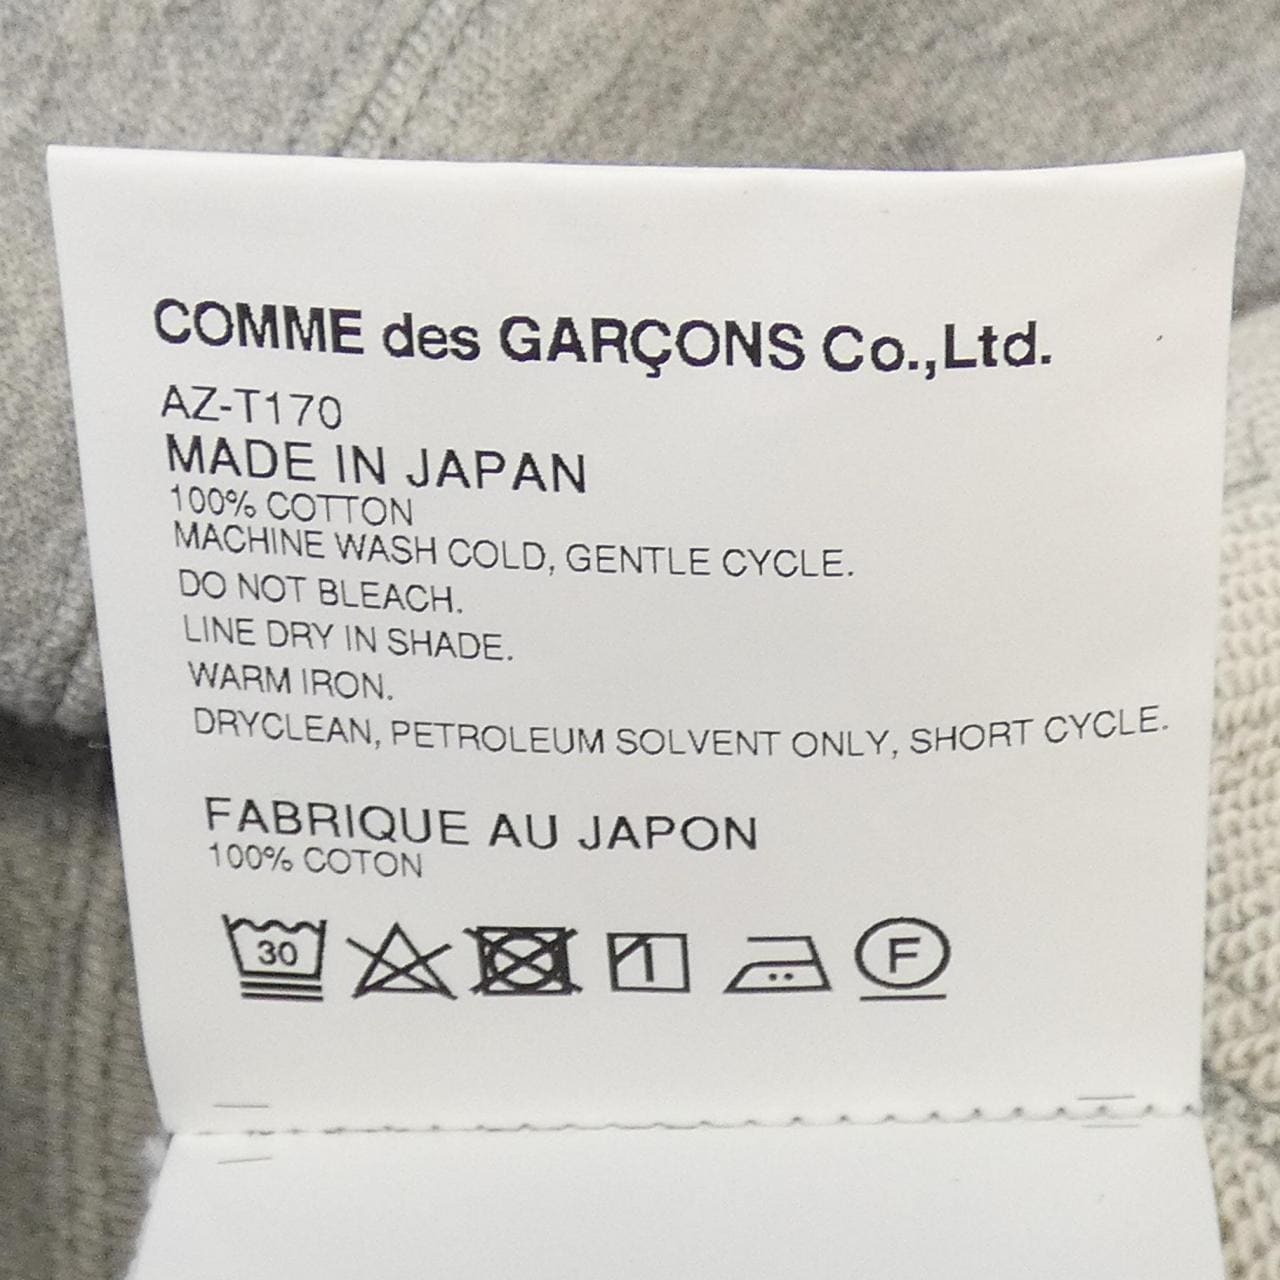 COMME des GARÇONS Co.,Ltd.
AZ-T170
MADE IN JAPAN
100% COTTON
MACHINE WASH COLD, GENTLE CYCLE.
DO NOT BLEACH.
LINE DRY IN SHADE.
WARM IRON.
DRYCLEAN, PETROLEUM SOLVENT ONLY, SHORT CYCLE.
FABRIQUE AU JAPON
100% COTON
30 F